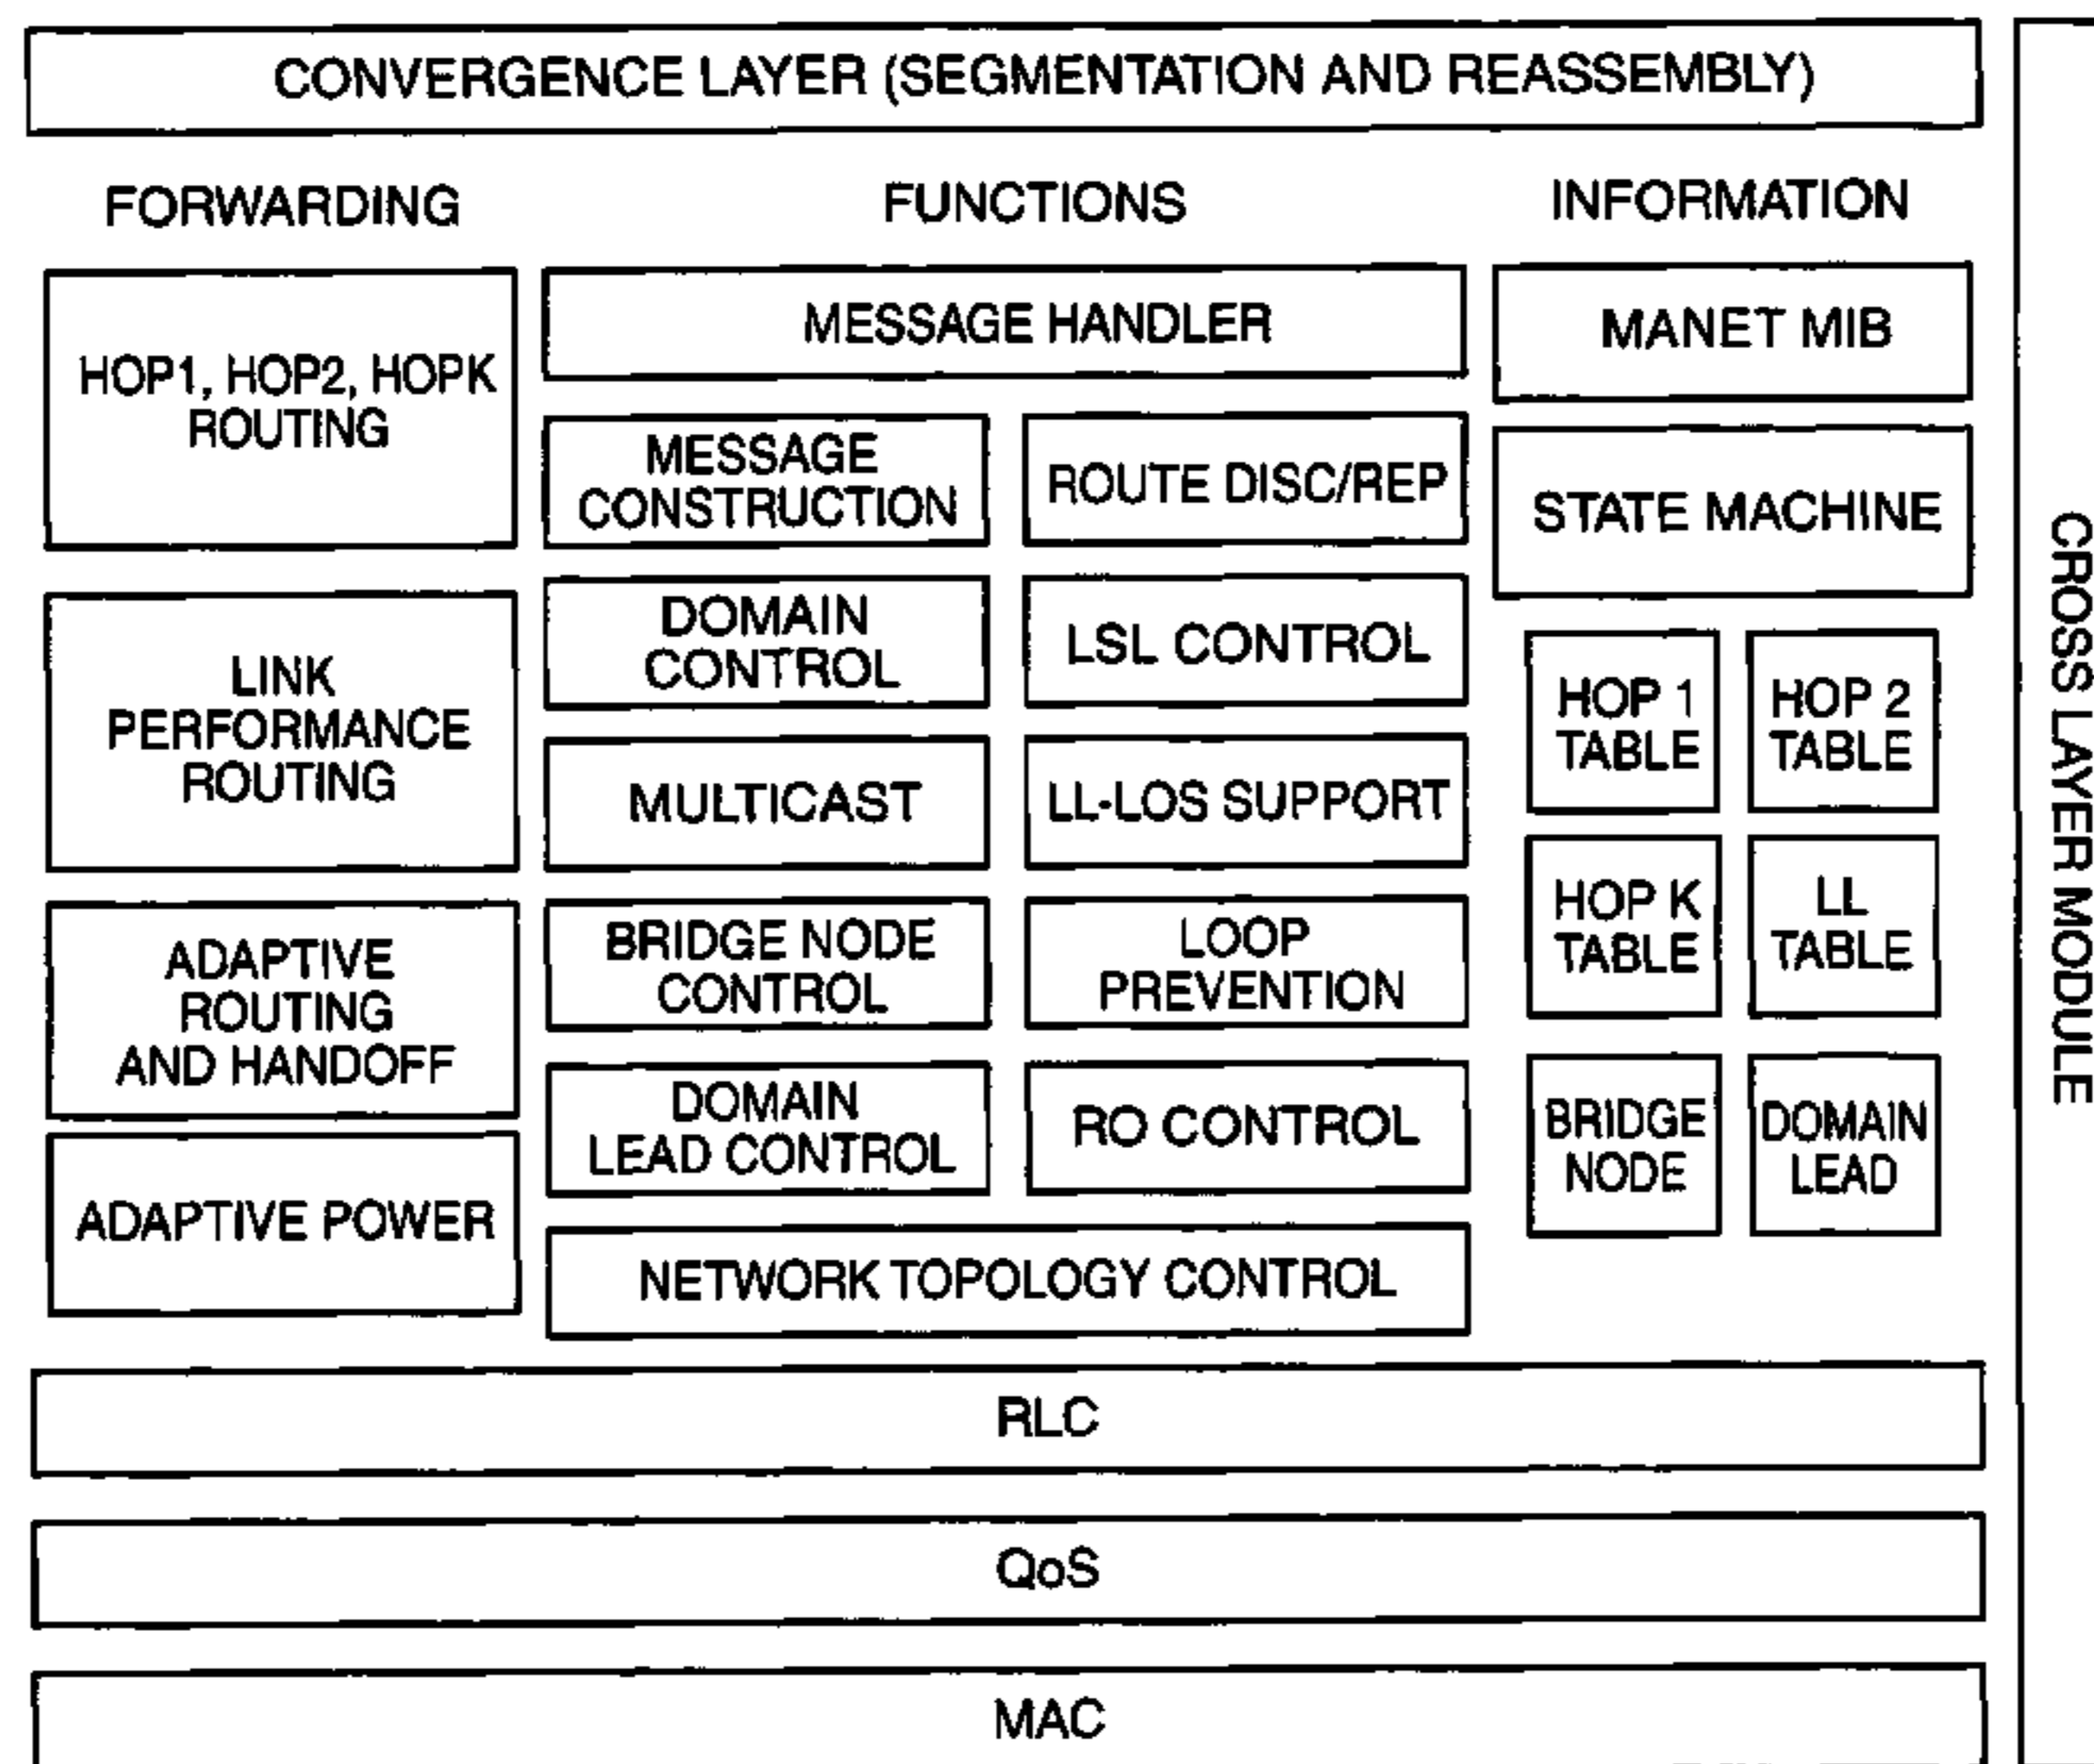 CONVERGENCE LAYER (SEGMENTATION AND REASSEMBLY)
FORWARDING
HOP1, HOP2, HOPK
ROUTING
LINK
PERFORMANCE
ROUTING
ADAPTIVE
ROUTING
AND HANDOFF
ADAPTIVE POWER
FUNCTIONS
MESSAGE HANDLER
MESSAGE
CONSTRUCTION
ROUTE DISC/REP
DOMAIN
CONTROL
LSL CONTROL
MULTICAST
LL-LOS SUPPORT
BRIDGE NODE
CONTROL
LOOP
PREVENTION
DOMAIN
LEAD CONTROL
RO CONTROL
NETWORK TOPOLOGY CONTROL
INFORMATION
MANET MIB
STATE MACHINE
HOP 1
TABLE
HOP 2
TABLE
HOP K
TABLE
LL
TABLE
BRIDGE
NODE
DOMAIN
LEAD
RLC
QoS
MAC
CROSS LAYER MODULE